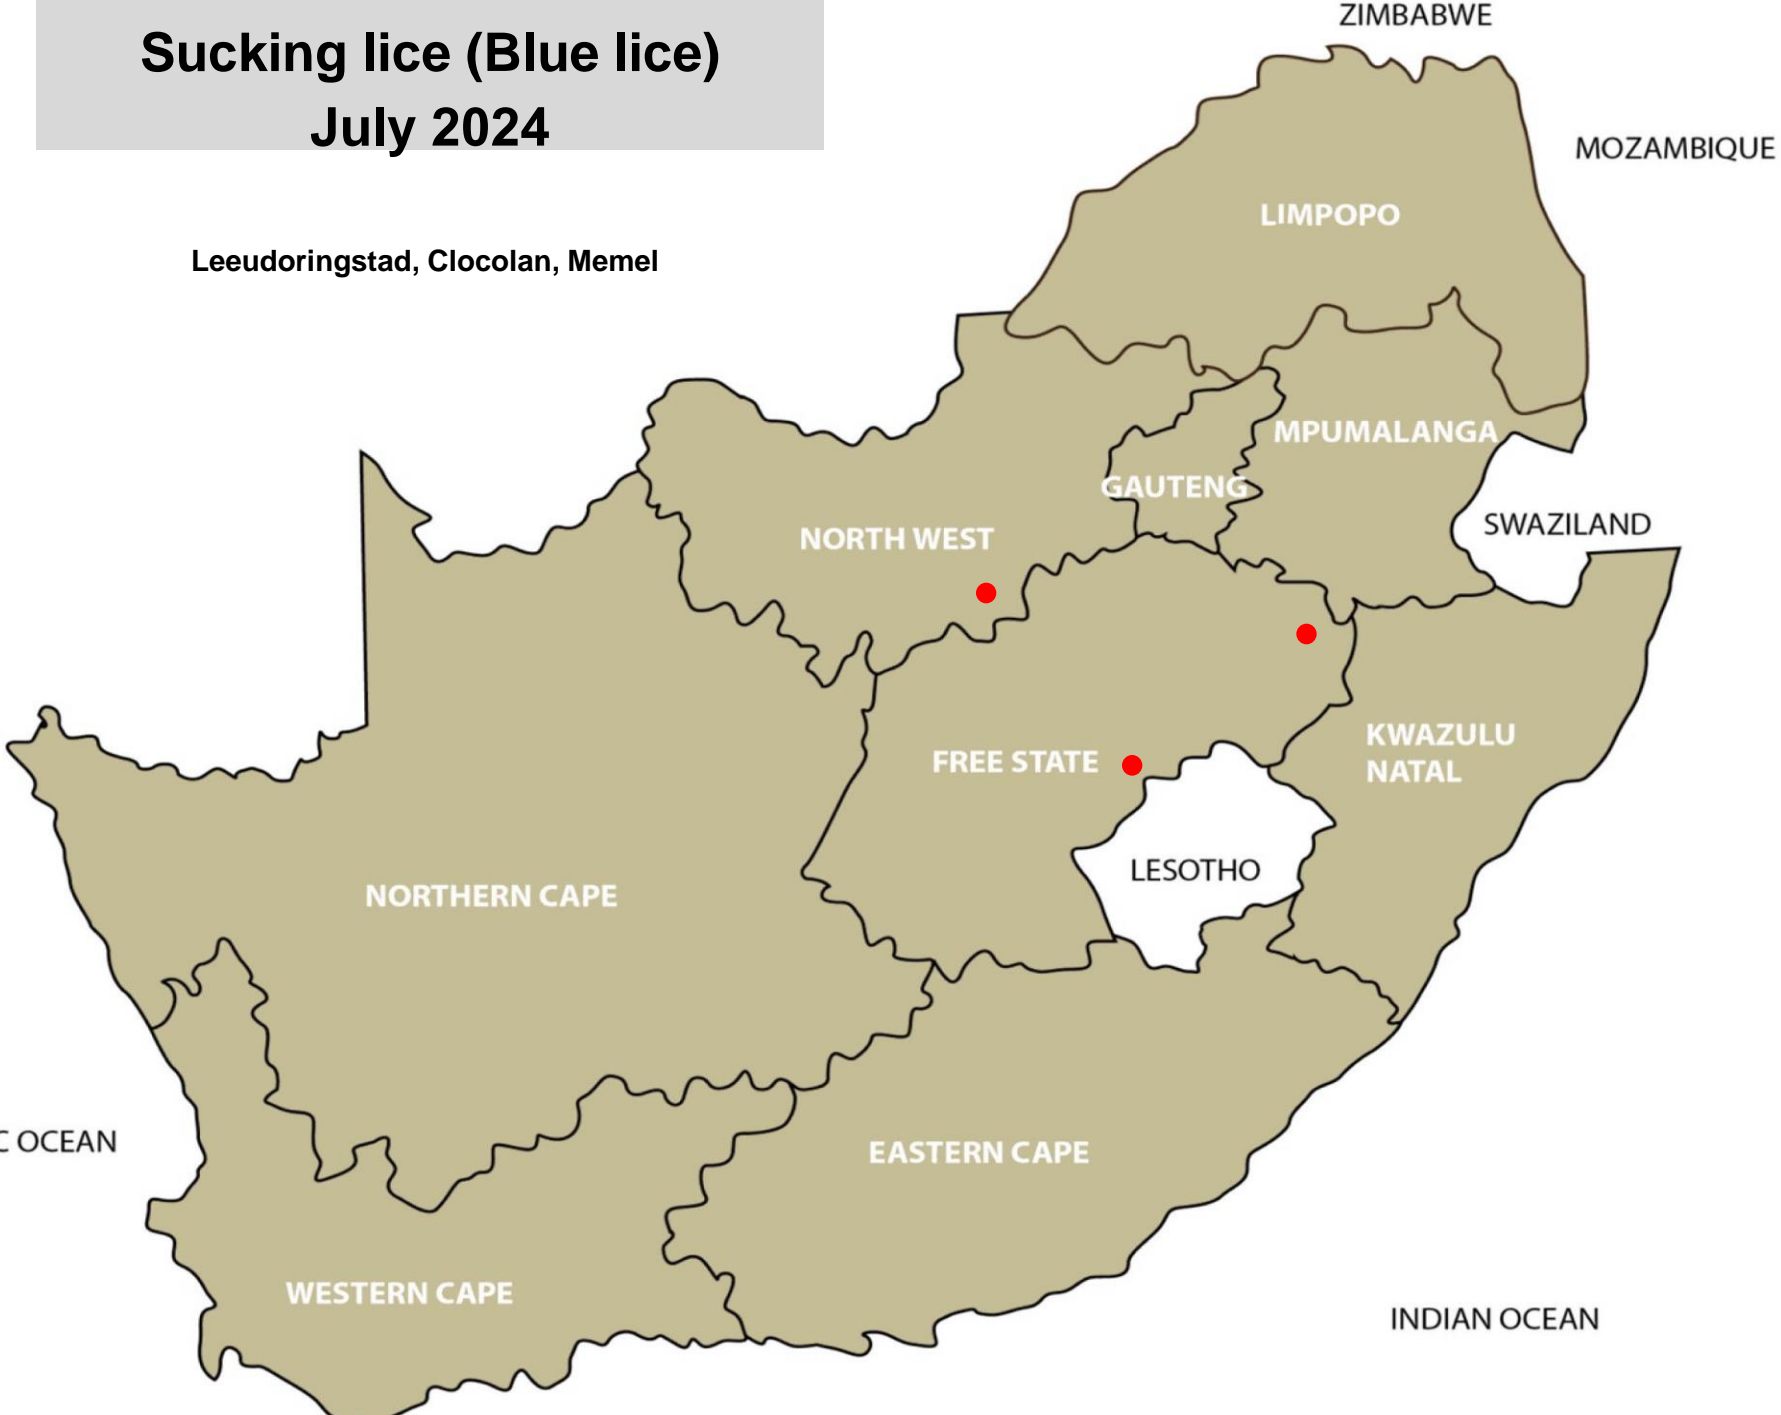 Sucking lice (Blue lice)
July 2024
ZIMBABWE
MOZAMBIQUE
LIMPOPO
Leeudoringstad, Clocolan, Memel
MPUMALANGA
GAUTENG
SWAZILAND
NORTH WEST
KWAZULU
NATAL
FREE STATE
LESOTHO
NORTHERN CAPE
C OCEAN
EASTERN CAPE
WESTERN CAPE
INDIAN OCEAN